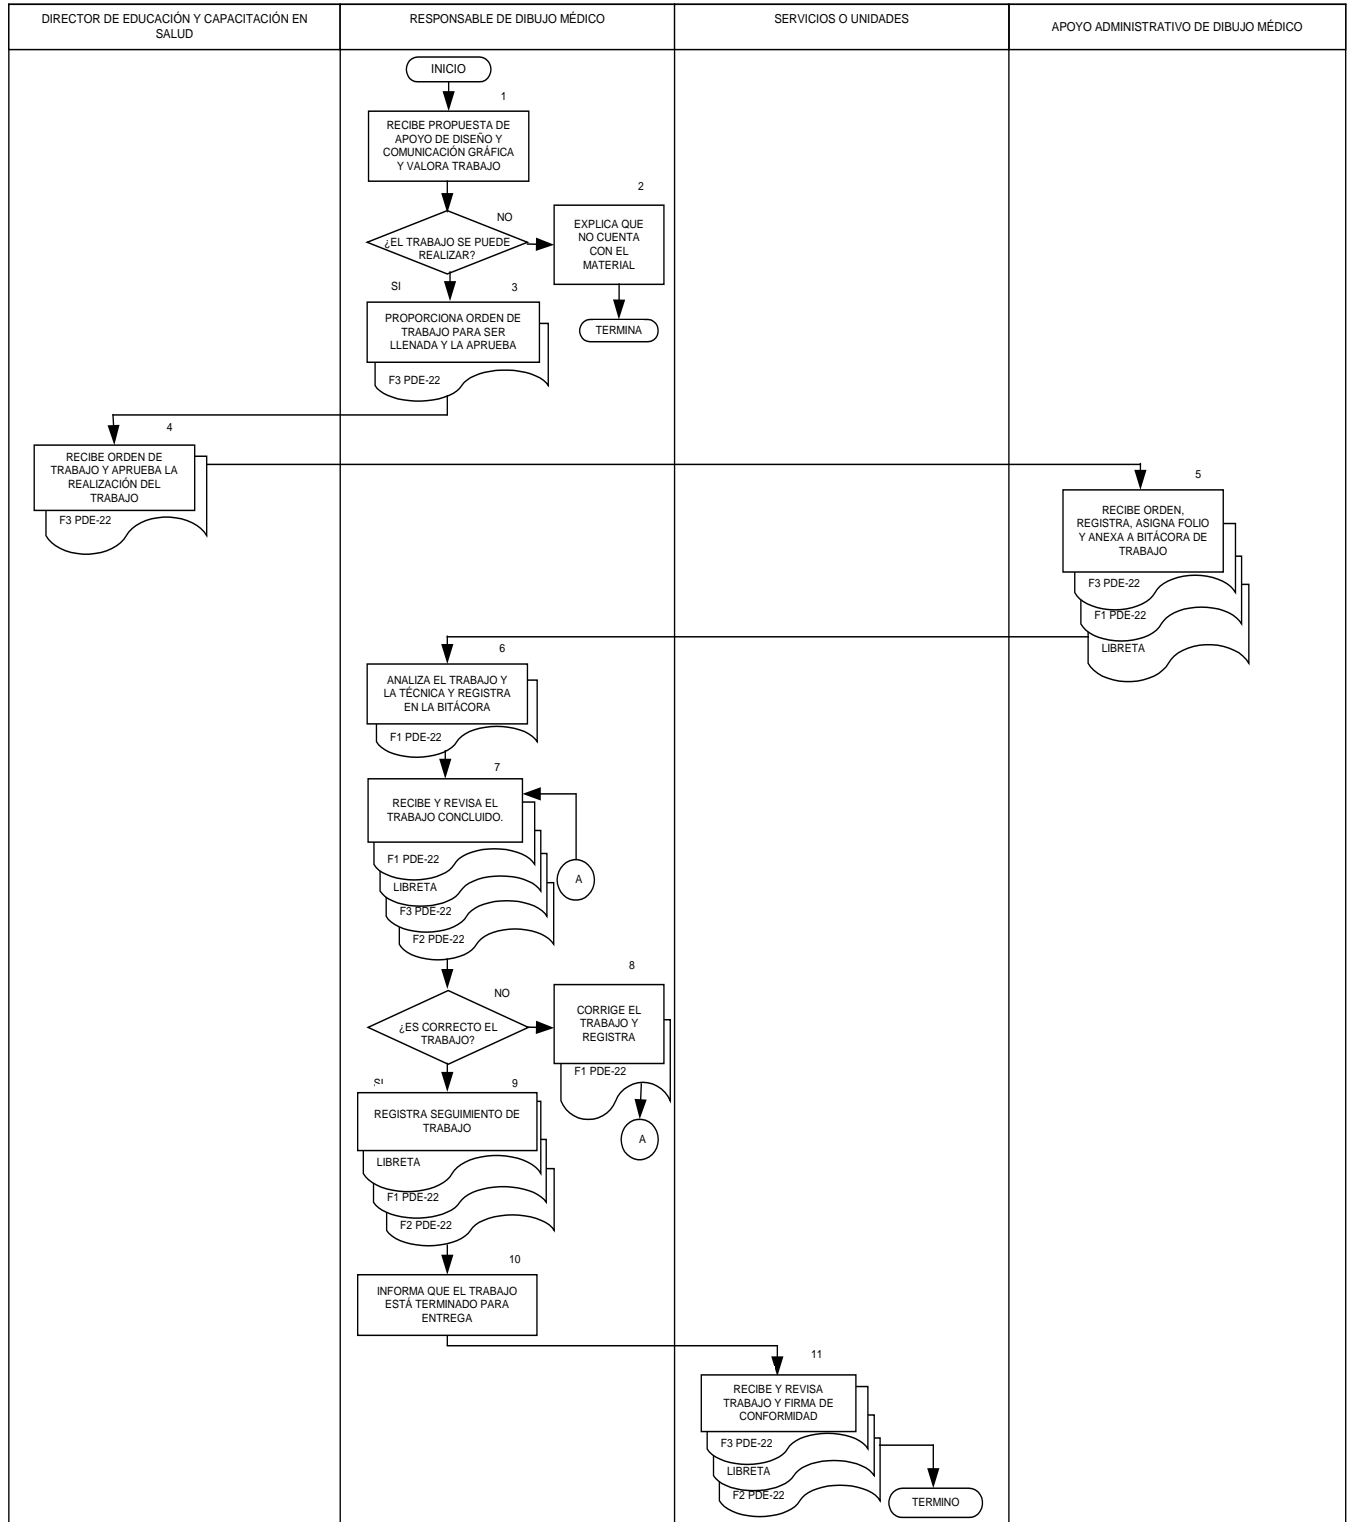 DIRECTOR DE EDUCACIÓN Y CAPACITACIÓN EN
SALUD
RESPONSABLE DE DIBUJO MÉDICO
SERVICIOS O UNIDADES
APOYO ADMINISTRATIVO DE DIBUJO MÉDICO
INICIO
1
RECIBE PROPUESTA DE
APOYO DE DISEÑO Y
COMUNICACIÓN GRÁFICA
Y VALORA TRABAJO
2
NO
¿EL TRABAJO SE PUEDE
REALIZAR?
EXPLICA QUE
NO CUENTA
CON EL
MATERIAL
TERMINA
SI
3
PROPORCIONA ORDEN DE
TRABAJO PARA SER
LLENADA Y LA APRUEBA
F3 PDE-22
4
RECIBE ORDEN DE
TRABAJO Y APRUEBA LA
REALIZACIÓN DEL
TRABAJO
F3 PDE-22
5
RECIBE ORDEN,
REGISTRA, ASIGNA FOLIO
Y ANEXA A BITÁCORA DE
TRABAJO
F3 PDE-22
F1 PDE-22
LIBRETA
6
ANALIZA EL TRABAJO Y
LA TÉCNICA Y REGISTRA
EN LA BITÁCORA
F1 PDE-22
7
RECIBE Y REVISA EL
TRABAJO CONCLUIDO.
F1 PDE-22
LIBRETA
F3 PDE-22
F2 PDE-22
A
8
NO
¿ES CORRECTO EL
TRABAJO?
CORRIGE EL
TRABAJO Y
REGISTRA
F1 PDE-22
A
SI
9
REGISTRA SEGUIMIENTO DE
TRABAJO
LIBRETA
F1 PDE-22
F2 PDE-22
10
INFORMA QUE EL TRABAJO
ESTÁ TERMINADO PARA
ENTREGA
11
RECIBE Y REVISA
TRABAJO Y FIRMA DE
CONFORMIDAD
F3 PDE-22
LIBRETA
F2 PDE-22
TERMINO